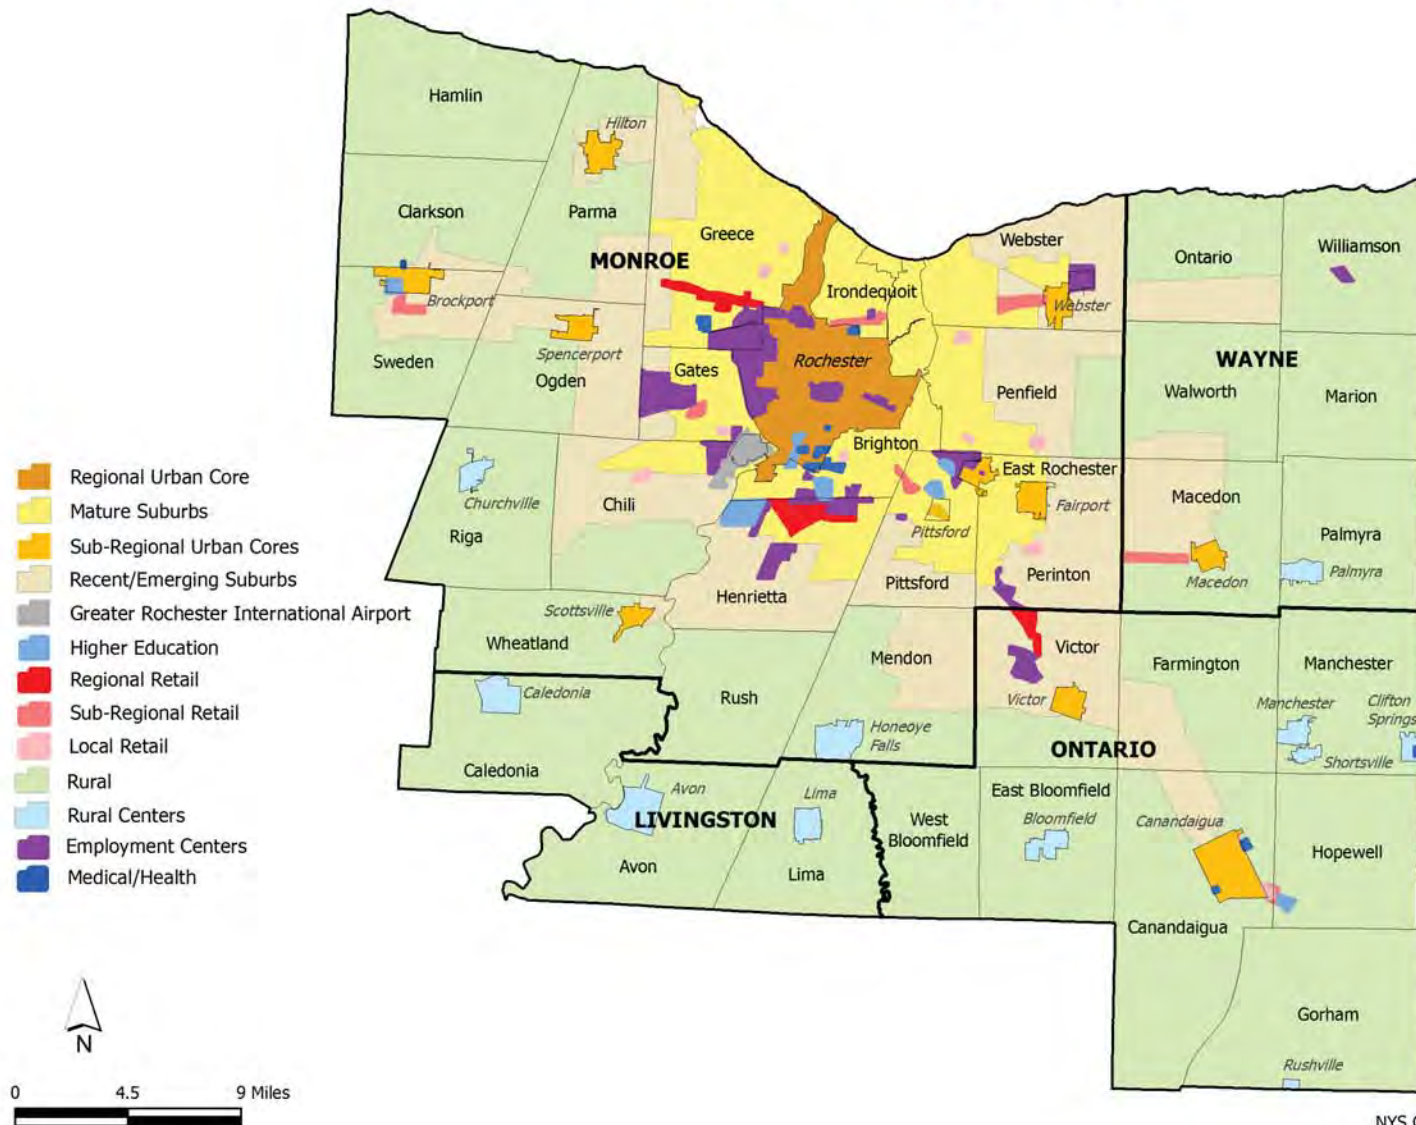 Hamlin
Hilton
Clarkson
Parma
Greece
MONROE
Webster
Irondequoit
Webster
Ontario
Williamson
Brockport
Sweden
Spencerport
Ogden
Gates
Rochester
Penfield
WAYNE
Walworth
Marion
Brighton
East Rochester
Fairport
Macedon
Churchville
Riga
Chili
Pittsford
Palmyra
Palmyra
Macedon
Perinton
Pittsford
Henrietta
Scottsville
Wheatland
Mendon
Victor
Farmington
Manchester
Caledonia
Rush
Victor
Manchester
Clifton
Springs
Honeoye
Falls
ONTARIO
Shortsville
Caledonia
Avon
Lima
LIVINGSTON
East Bloomfield
Bloomfield
West
Bloomfield
Canandaigua
Hopewell
Avon
Lima
Canandaigua
Gorham
Rushville
Regional Urban Core
Mature Suburbs
Sub-Regional Urban Cores
Recent/Emerging Suburbs
Greater Rochester International Airport
Higher Education
Regional Retail
Sub-Regional Retail
Local Retail
Rural
Rural Centers
Employment Centers
Medical/Health
N
0 4.5 9 Miles
NYS